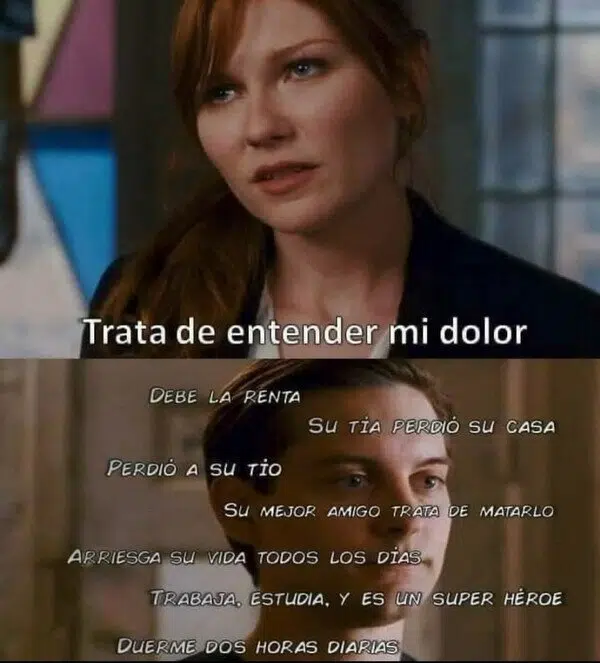 Trata de entender mi dolor
DEBE LA RENTA
SU TÍA PERDIÓ SU CASA
PERDIÓ A SU TÍO
SU MEJOR AMIGO TRATA DE MATARLO
ARRIESGA SU VIDA TODOS LOS DÍAS
TRABAJA, ESTUDIA, Y ES UN SUPER HÉROE
DUERME DOS HORAS DIARIAS